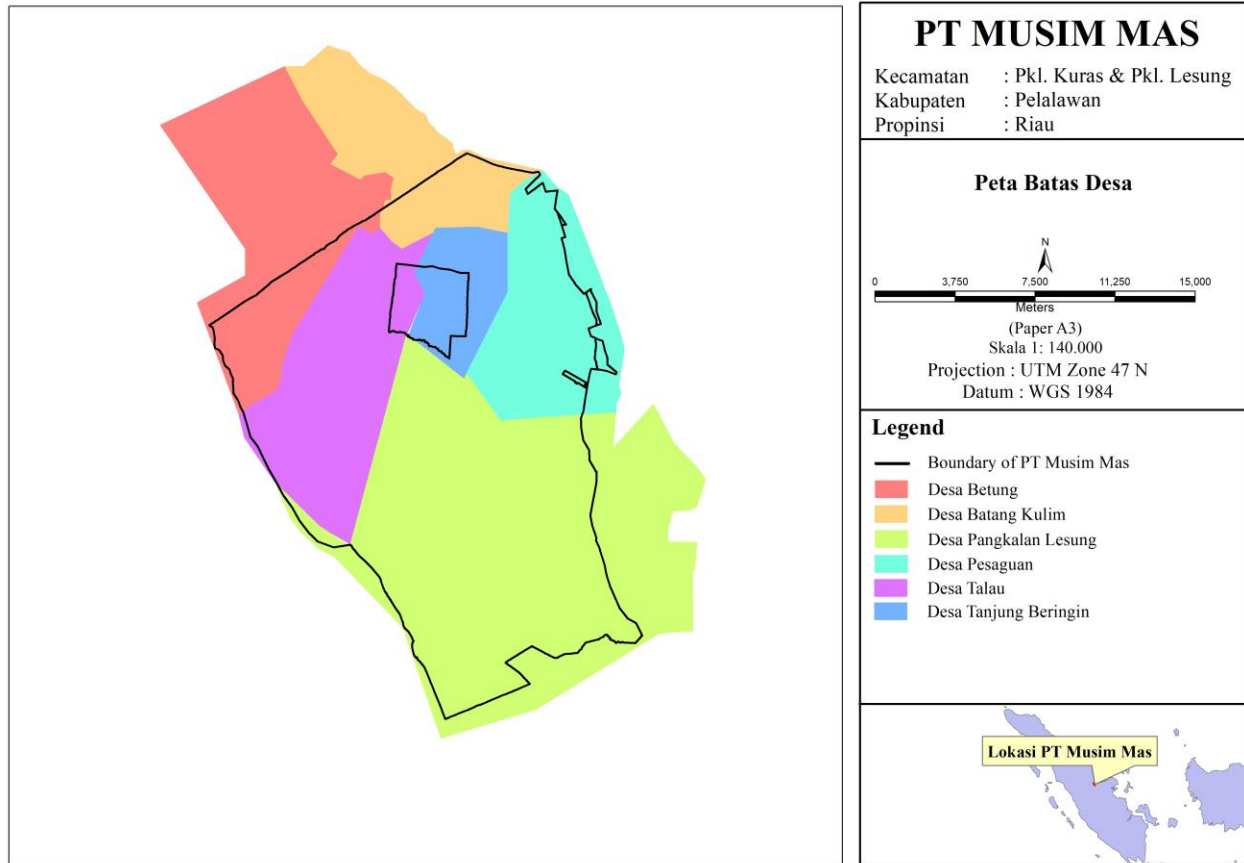 PT MUSIM MAS
Kecamatan : Pkl. Kuras & Pkl. Lesung
Kabupaten : Pelalawan
Propinsi : Riau
Peta Batas Desa
N
0 3,750 7,500 11,250 15,000
Meters
(Paper A3)
Skala 1: 140.000
Projection : UTM Zone 47 N
Datum : WGS 1984
Legend
Boundary of PT Musim Mas
Desa Betung
Desa Batang Kulim
Desa Pangkalan Lesung
Desa Pesaguan
Desa Talau
Desa Tanjung Beringin
Lokasi PT Musim Mas